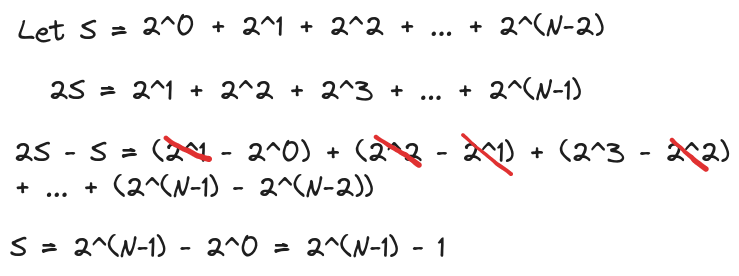 Let S = 2^0 + 2^1 + 2^2 + ... + 2^(N-2)
2S = 2^1 + 2^2 + 2^3 + ... + 2^(N-1)
2S - S = (2^1 - 2^0) + (2^2 - 2^1) + (2^3 - 2^2)
+ ... + (2^(N-1) - 2^(N-2))
S = 2^(N-1) - 2^0 = 2^(N-1) - 1